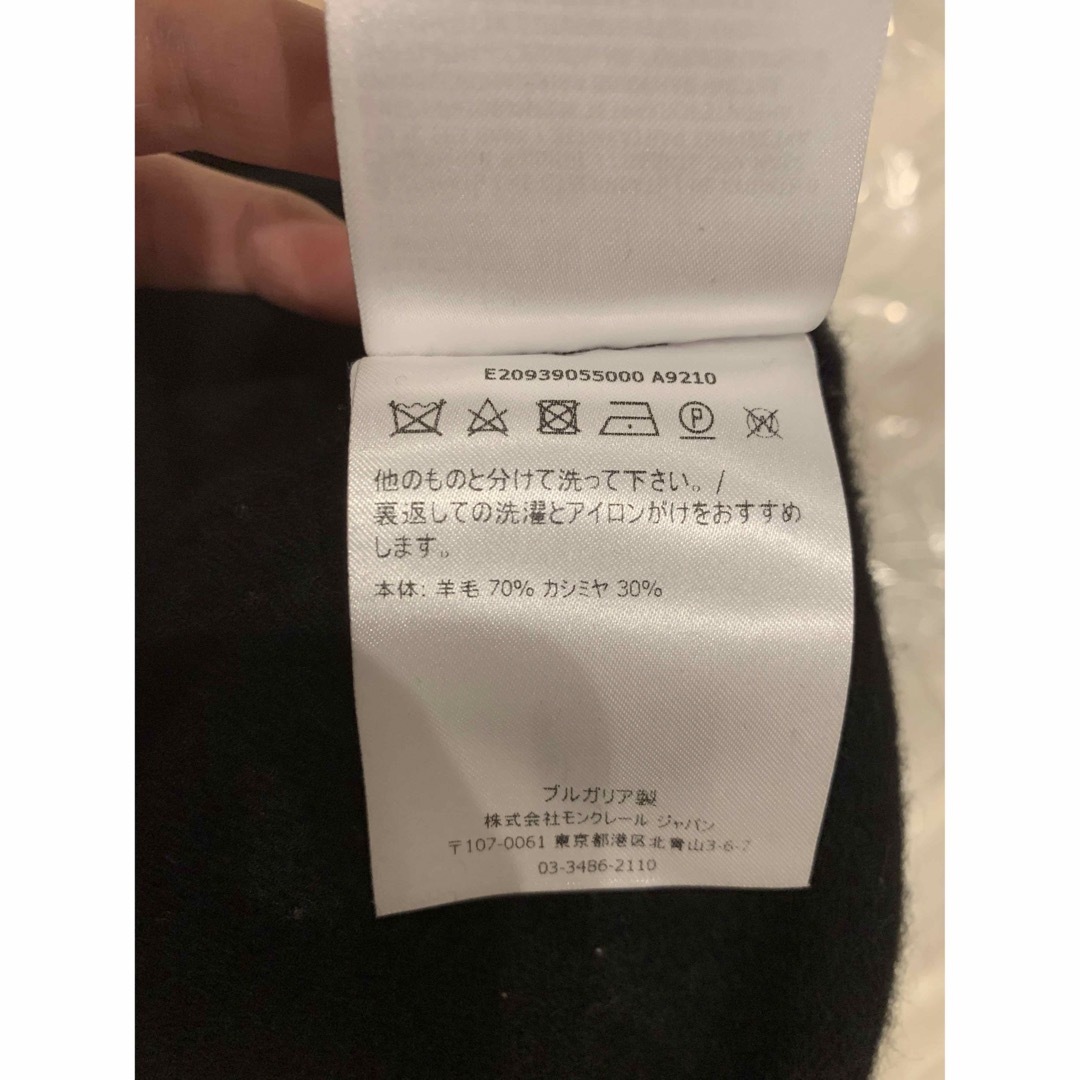 E20939055000 A9210
P
W
他のものと分けて洗って下さい。/
裏返しての洗濯とアイロンがけをおすすめ
します。
本体: 羊毛 70% カシミヤ 30%
ブルガリア製
株式会社モンクレール ジャパン
〒107-0061 東京都港区北青山3-6-7
03-3486-2110